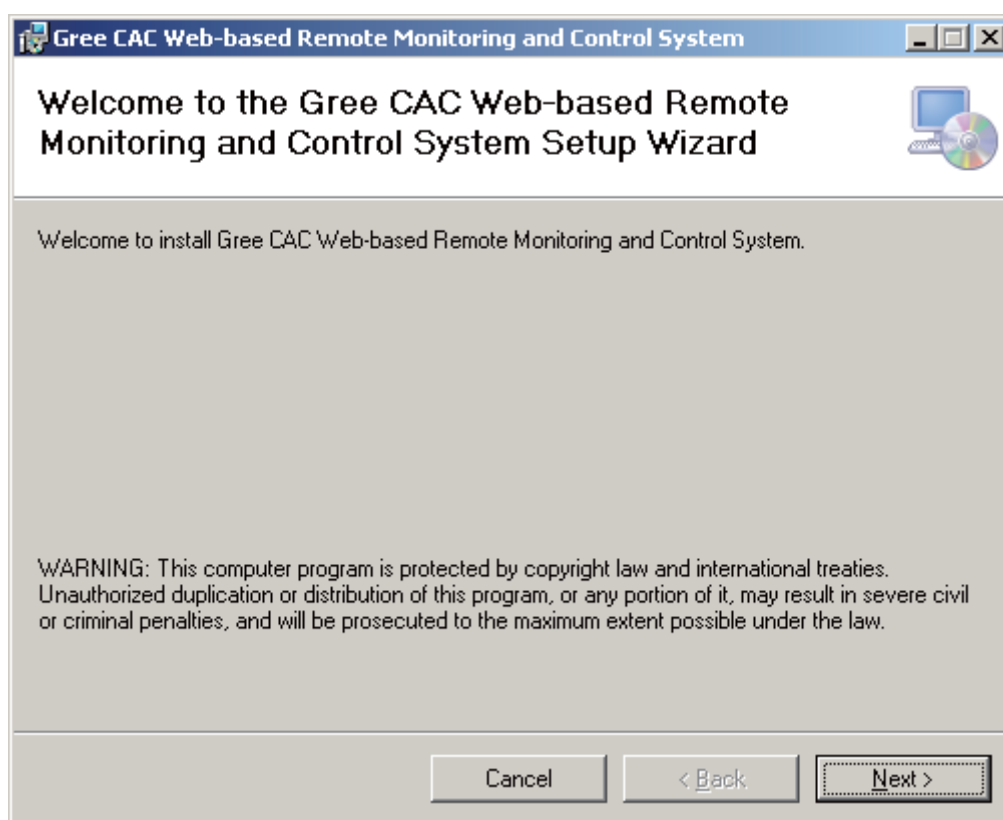 Gree CAC Web-based Remote Monitoring and Control System
Welcome to the Gree CAC Web-based Remote
Monitoring and Control System Setup Wizard
Welcome to install Gree CAC Web-based Remote Monitoring and Control System.
WARNING: This computer program is protected by copyright law and international treaties.
Unauthorized duplication or distribution of this program, or any portion of it, may result in severe civil
or criminal penalties, and will be prosecuted to the maximum extent possible under the law.
Cancel < Back Next >